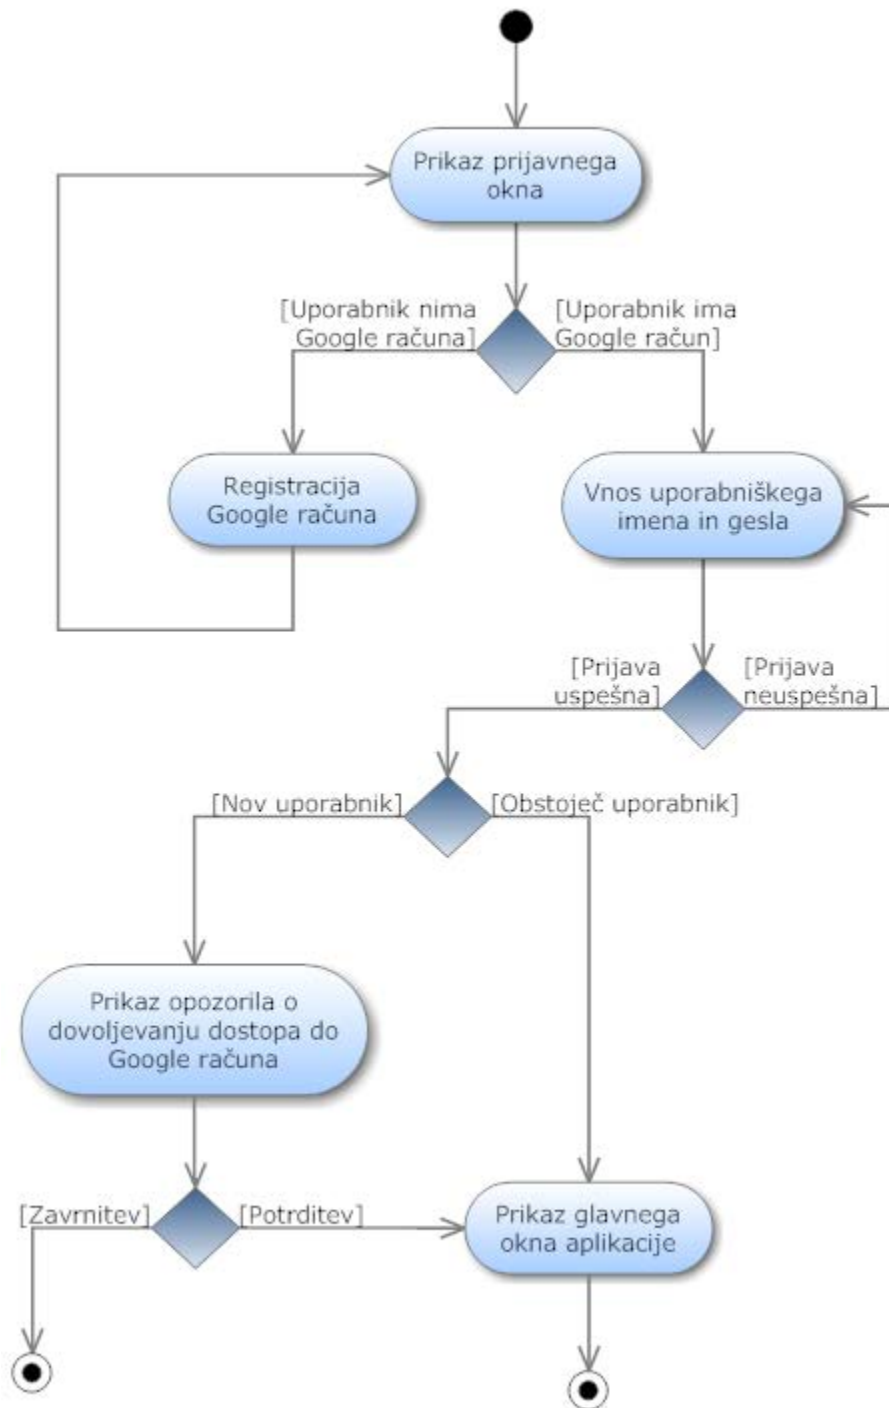 Prikaz prijavnega
okna
[Uporabnik nima
Google računa]
[Uporabnik ima
Google račun]
Registracija
Google računa
Vnos uporabniškega
imena in gesla
[Prijava
uspešna]
[Prijava
neuspešna]
[Nov uporabnik]
[Obstoječ uporabnik]
Prikaz opozorila o
dovoljevanju dostopa do
Google računa
[Zavrnitev]
[Potrditev]
Prikaz glavnega
okna aplikacije